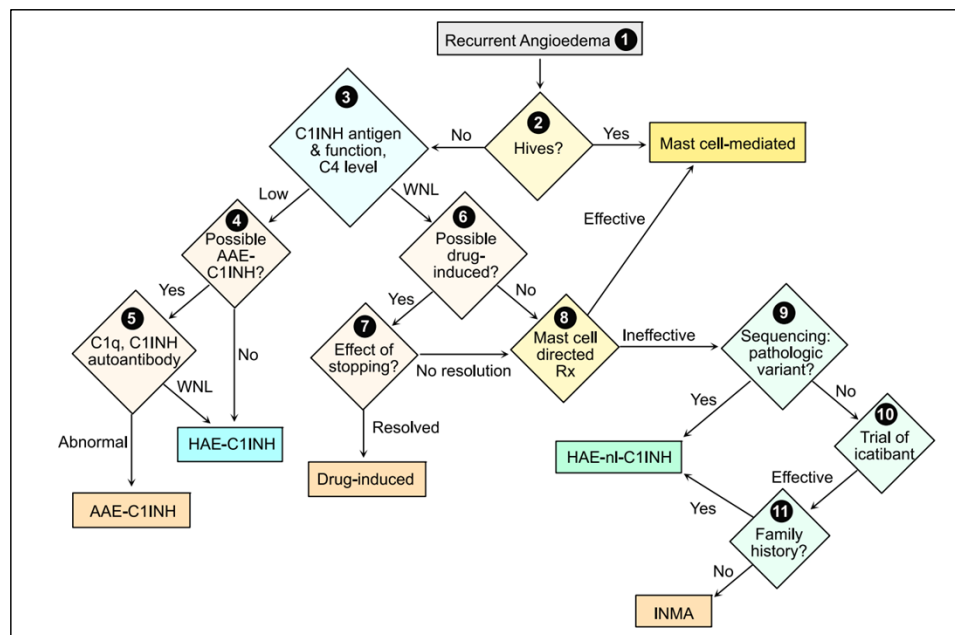 Recurrent Angioedema 1
2
Hives?
Yes
Mast cell-mediated
No
3
C1INH antigen
& function,
C4 level
Low
WNL
Effective
4
Possible
AAE-
C1INH?
6
Possible
drug-
induced?
Yes
No
Yes
No
5
C1q, C1INH
autoantibody
WNL
Abnormal
HAE-C1INH
AAE-C1INH
7
Effect of
stopping?
No resolution
Resolved
Drug-induced
8
Mast cell
directed
Rx
Ineffective
9
Sequencing:
pathologic
variant?
Yes
No
HAE-nl-C1INH
10
Trial of
icatibant
Effective
11
Family
history?
Yes
No
INMA